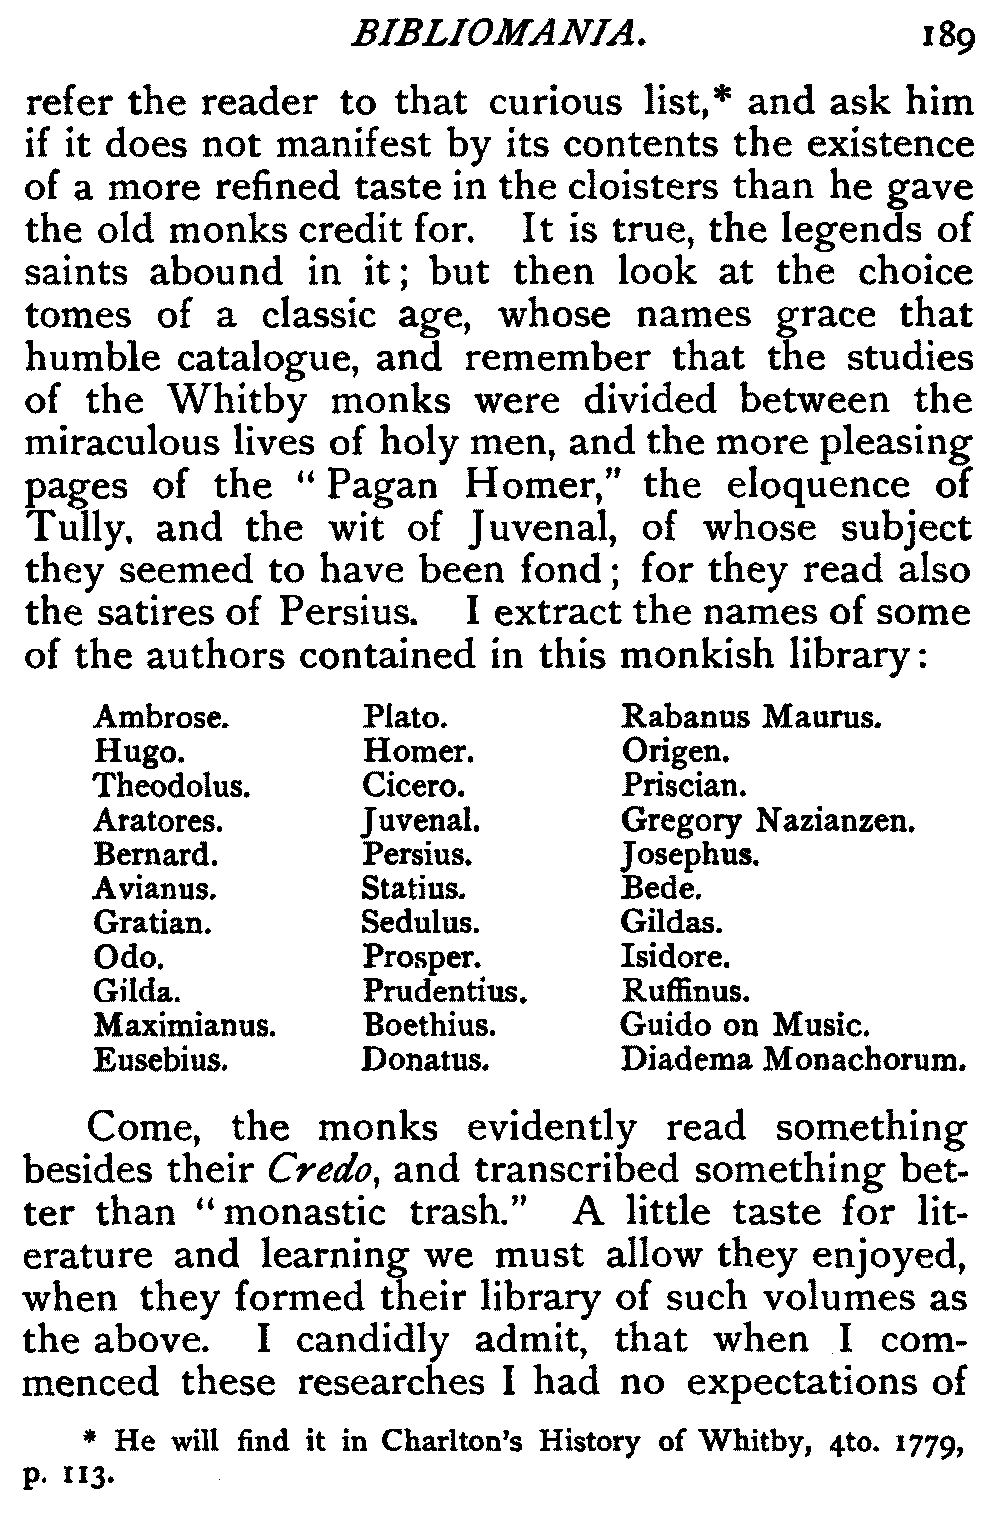 BIBLIOMANIA. 189
refer the reader to that curious list,* and ask him
if it does not manifest by its contents the existence
of a more refined taste in the cloisters than he gave
the old monks credit for. It is true, the legends of
saints abound in it; but then look at the choice
tomes of a classic age, whose names grace that
humble catalogue, and remember that the studies
of the Whitby monks were divided between the
miraculous lives of holy men, and the more pleasing
pages of the "Pagan Homer," the eloquence of
Tully, and the wit of Juvenal, of whose subject
they seemed to have been fond; for they read also
the satires of Persius. I extract the names of some
of the authors contained in this monkish library:
Ambrose. Plato. Rabanus Maurus.
Hugo. Homer. Origen.
Theodolus. Cicero. Priscian.
Aratores. Juvenal. Gregory Nazianzen.
Bernard. Persius. Josephus.
Avianus. Statius. Bede.
Gratian. Sedulus. Gildas.
Odo. Prosper. Isidore.
Gilda. Prudentius. Ruffinus.
Maximianus. Boethius. Guido on Music.
Eusebius. Donatus. Diadema Monachorum.
Come, the monks evidently read something
besides their Credo, and transcribed something bet-
ter than "monastic trash." A little taste for lit-
erature and learning we must allow they enjoyed,
when they formed their library of such volumes as
the above. I candidly admit, that when I com-
menced these researches I had no expectations of
* He will find it in Charlton's History of Whitby, 4to. 1779,
p. 113.